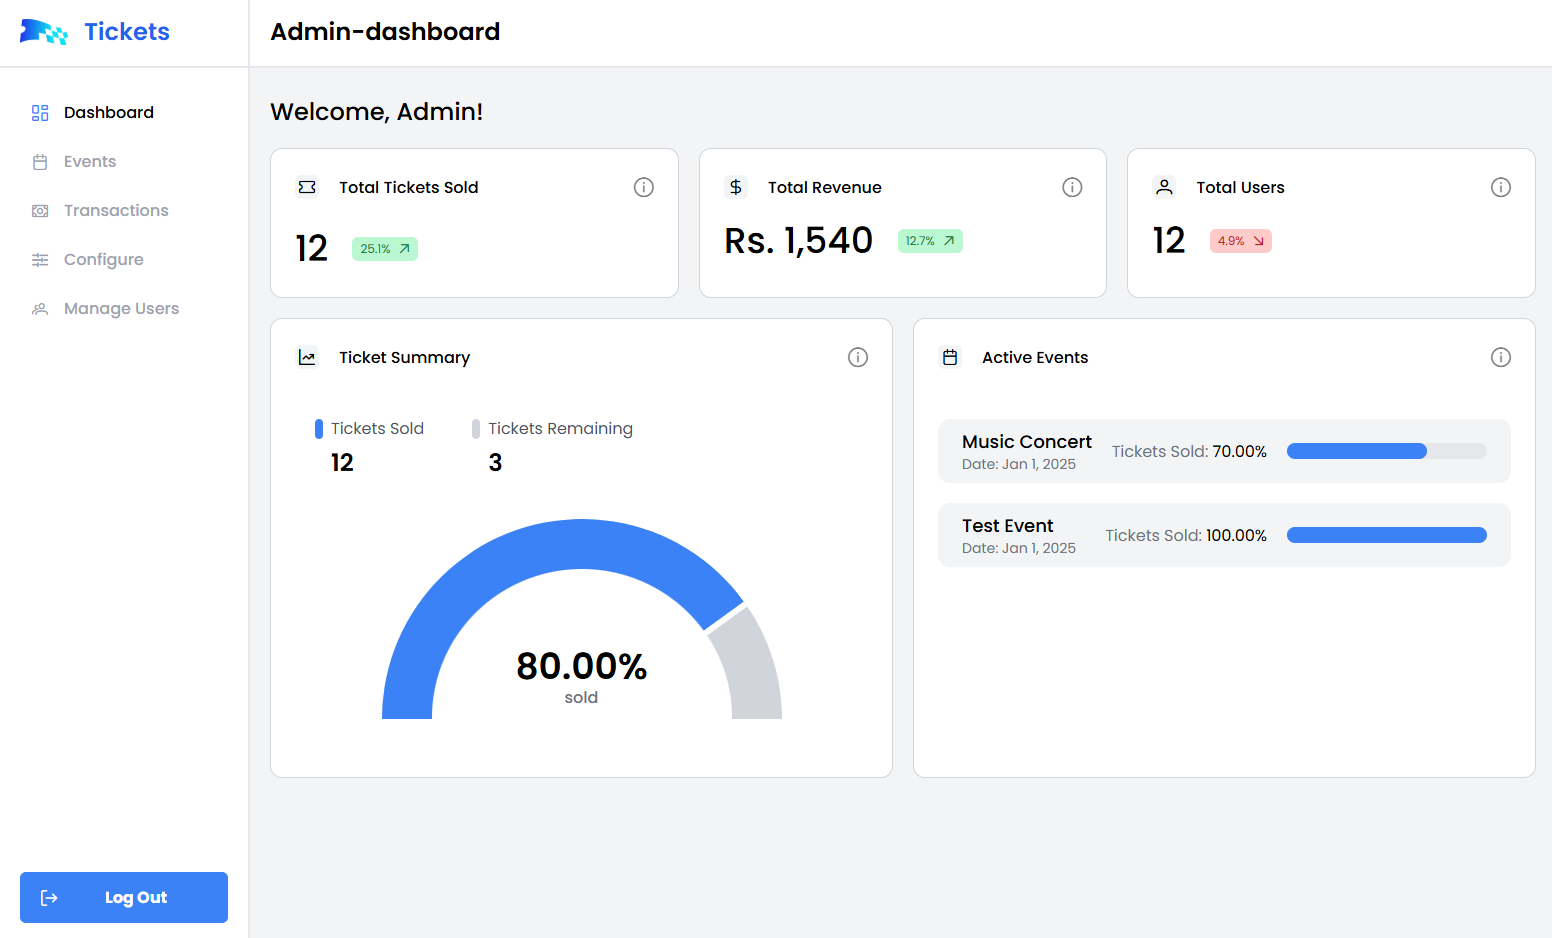 Tickets
Admin-dashboard
Dashboard
Events
Transactions
Configure
Manage Users
Log Out
Welcome, Admin!
Total Tickets Sold
12 25.1%
Total Revenue
Rs. 1,540 12.7%
Total Users
12 4.9%
Ticket Summary
Tickets Sold Tickets Remaining
12 3
80.00%
sold
Active Events
Music Concert
Date: Jan 1, 2025
Tickets Sold: 70.00%
Test Event
Date: Jan 1, 2025
Tickets Sold: 100.00%